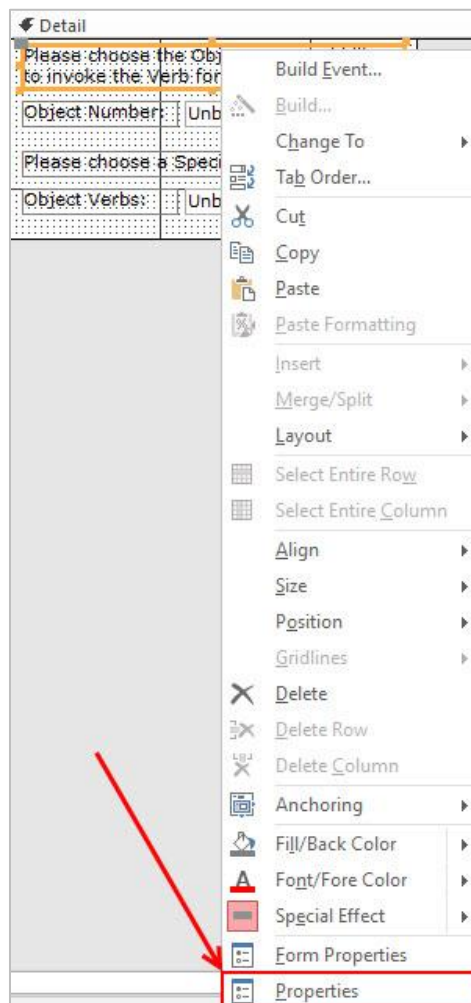 Detail
Please choose the Obj
to invoke the Verb for
Object Number: Unb
Please choose a Speci
Object Verbs: Unb
Build Event...
Build...
Change To
Tab Order...
Cut
Copy
Paste
Paste Formatting
Insert
Merge/Split
Layout
Select Entire Row
Select Entire Column
Align
Size
Position
Gridlines
Delete
Delete Row
Delete Column
Anchoring
Fill/Back Color
Font/Fore Color
Special Effect
Form Properties
Properties